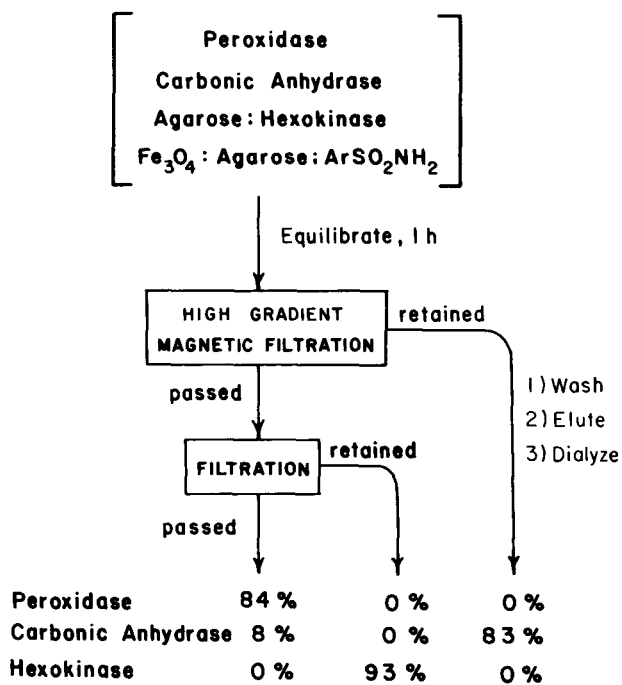 Peroxidase
Carbonic Anhydrase
Agarose : Hexokinase
Fe3O4 : Agarose : ArSO2NH2
Equilibrate, 1 h
HIGH GRADIENT
MAGNETIC FILTRATION
retained
passed
1) Wash
2) Elute
3) Dialyze
FILTRATION
retained
passed
Peroxidase 84 % 0 % 0 %
Carbonic Anhydrase 8 % 0 % 83 %
Hexokinase 0 % 93 % 0 %